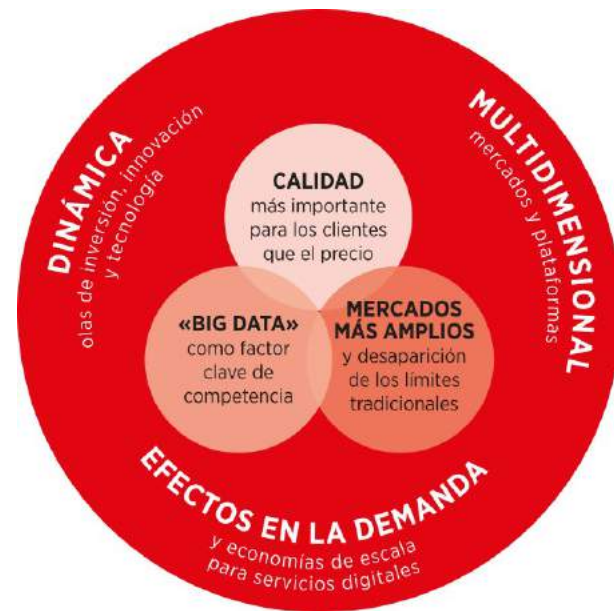 DINÁMICA
olas de inversión, innovación
y tecnología
MULTIDIMENSIONAL
mercados y plataformas
CALIDAD
más importante
para los clientes
que el precio
«BIG DATA»
como factor
clave de
competencia
MERCADOS
MÁS AMPLIOS
y desaparición
de los límites
tradicionales
EFECTOS EN LA DEMANDA
y economías de escala
para servicios digitales